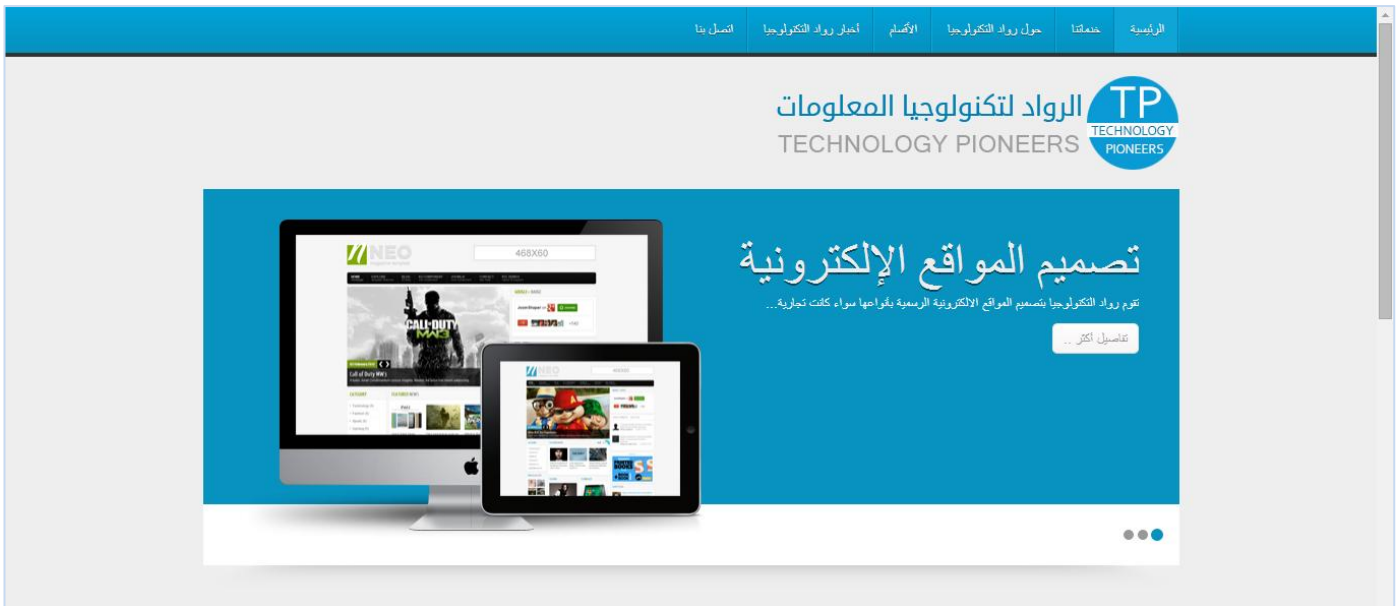 الرئيسية خدماتنا حول رواد التكنولوجيا الأقسام أخبار رواد التكنولوجيا اتصل بنا
TP
TECHNOLOGY
PIONEERS
الرواد لتكنولوجيا المعلومات
TECHNOLOGY PIONEERS
تصميم المواقع الإلكترونية
تقوم رواد التكنولوجيا بتصميم المواقع الالكترونية الرسمية بأنواعها سواء كانت تجارية...
تفاصيل أكثر ..
NEO
468X60
CALL·DUTY
MW3
Call of Duty MW3
NEO
468X60